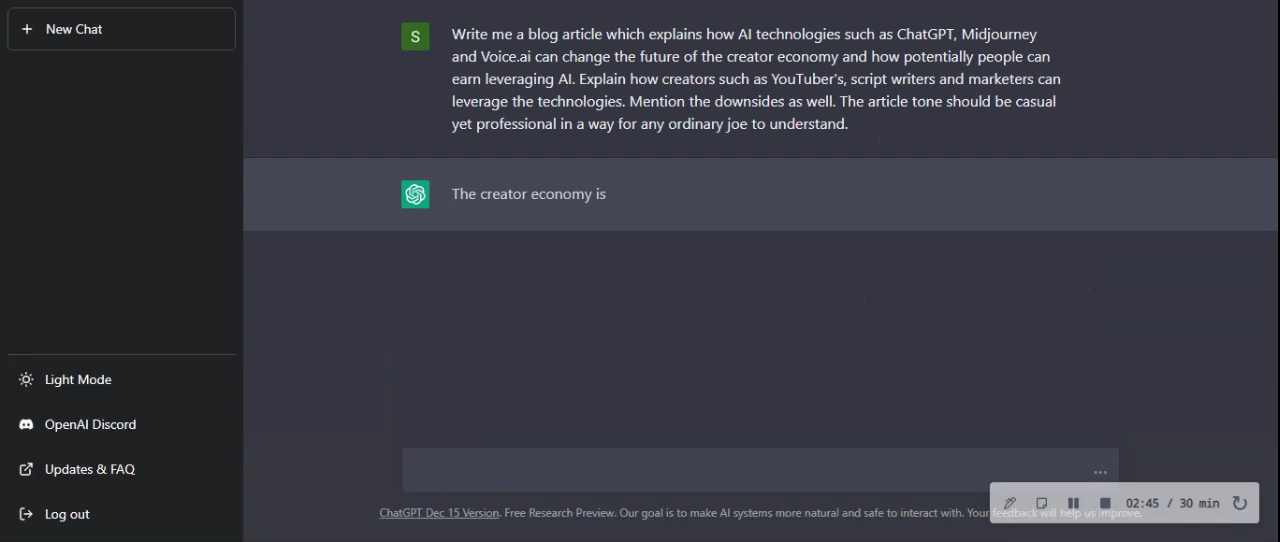 New Chat
S
Write me a blog article which explains how AI technologies such as ChatGPT, Midjourney
and Voice.ai can change the future of the creator economy and how potentially people can
earn leveraging AI. Explain how creators such as YouTuber's, script writers and marketers can
leverage the technologies. Mention the downsides as well. The article tone should be casual
yet professional in a way for any ordinary joe to understand.
The creator economy is
Light Mode
OpenAI Discord
Updates & FAQ
Log out
ChatGPT Dec 15 Version. Free Research Preview. Our goal is to make AI systems more natural and safe to interact with. Your feedback will help us improve.
02:45 / 30 min